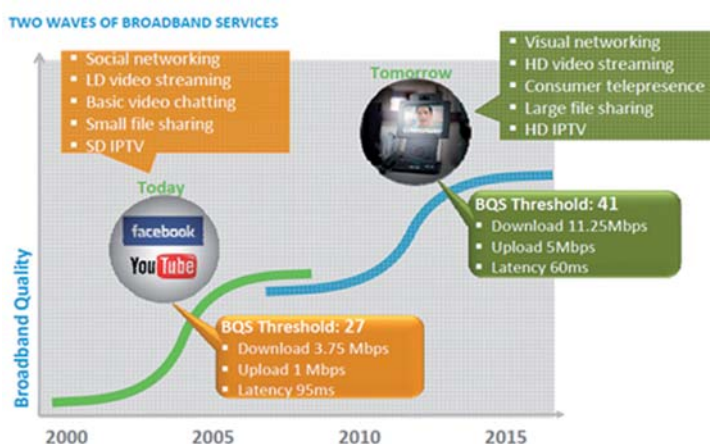 TWO WAVES OF BROADBAND SERVICES
▪ Social networking
▪ LD video streaming
▪ Basic video chatting
▪ Small file sharing
▪ SD IPTV
Today
facebook
YouTube
BQS Threshold: 27
▪ Download 3.75 Mbps
▪ Upload 1 Mbps
▪ Latency 95ms
Tomorrow
▪ Visual networking
▪ HD video streaming
▪ Consumer telepresence
▪ Large file sharing
▪ HD IPTV
BQS Threshold: 41
▪ Download 11.25Mbps
▪ Upload 5Mbps
▪ Latency 60ms
Broadband Quality
2000 2005 2010 2015